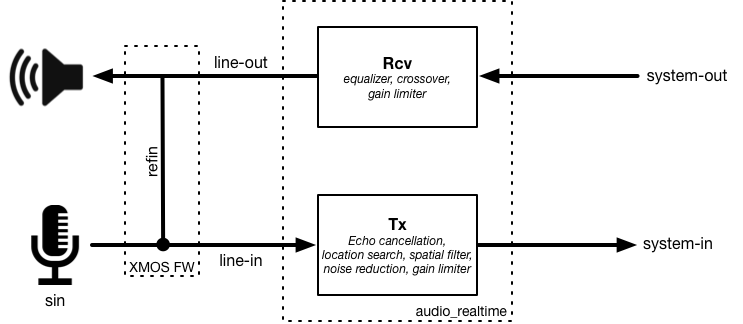 Rcv
equalizer, crossover,
gain limiter
line-out
system-out
refin
Tx
Echo cancellation,
location search, spatial filter,
noise reduction, gain limiter
line-in
system-in
XMOS FW
sin
audio_realtime